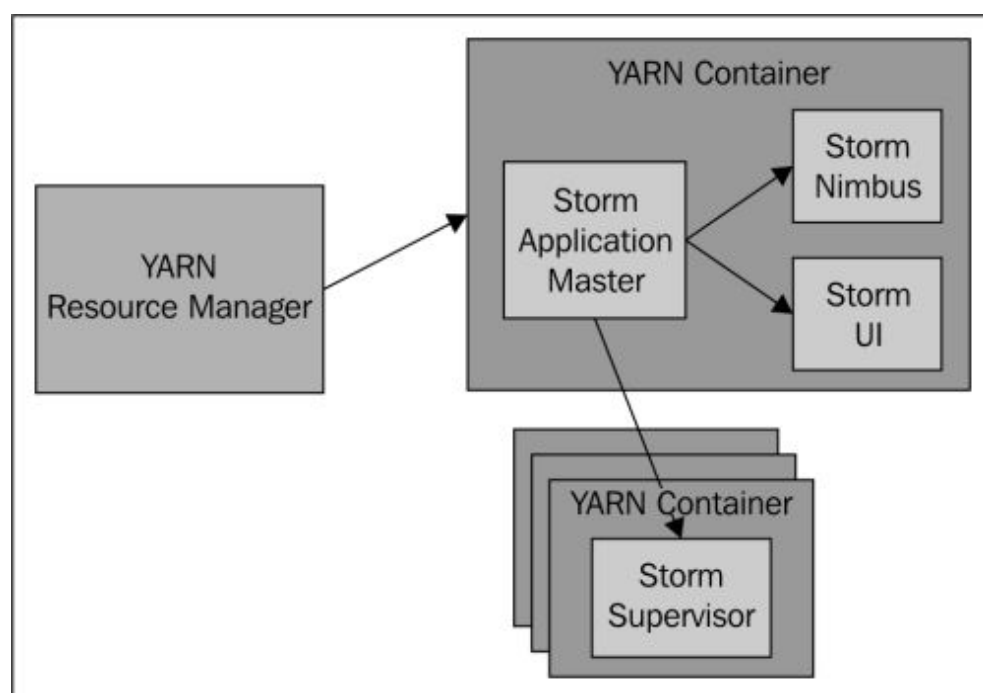 YARN Container
Storm
Nimbus
Storm
Application
Master
YARN
Resource Manager
Storm
UI
YARN Container
Storm
Supervisor